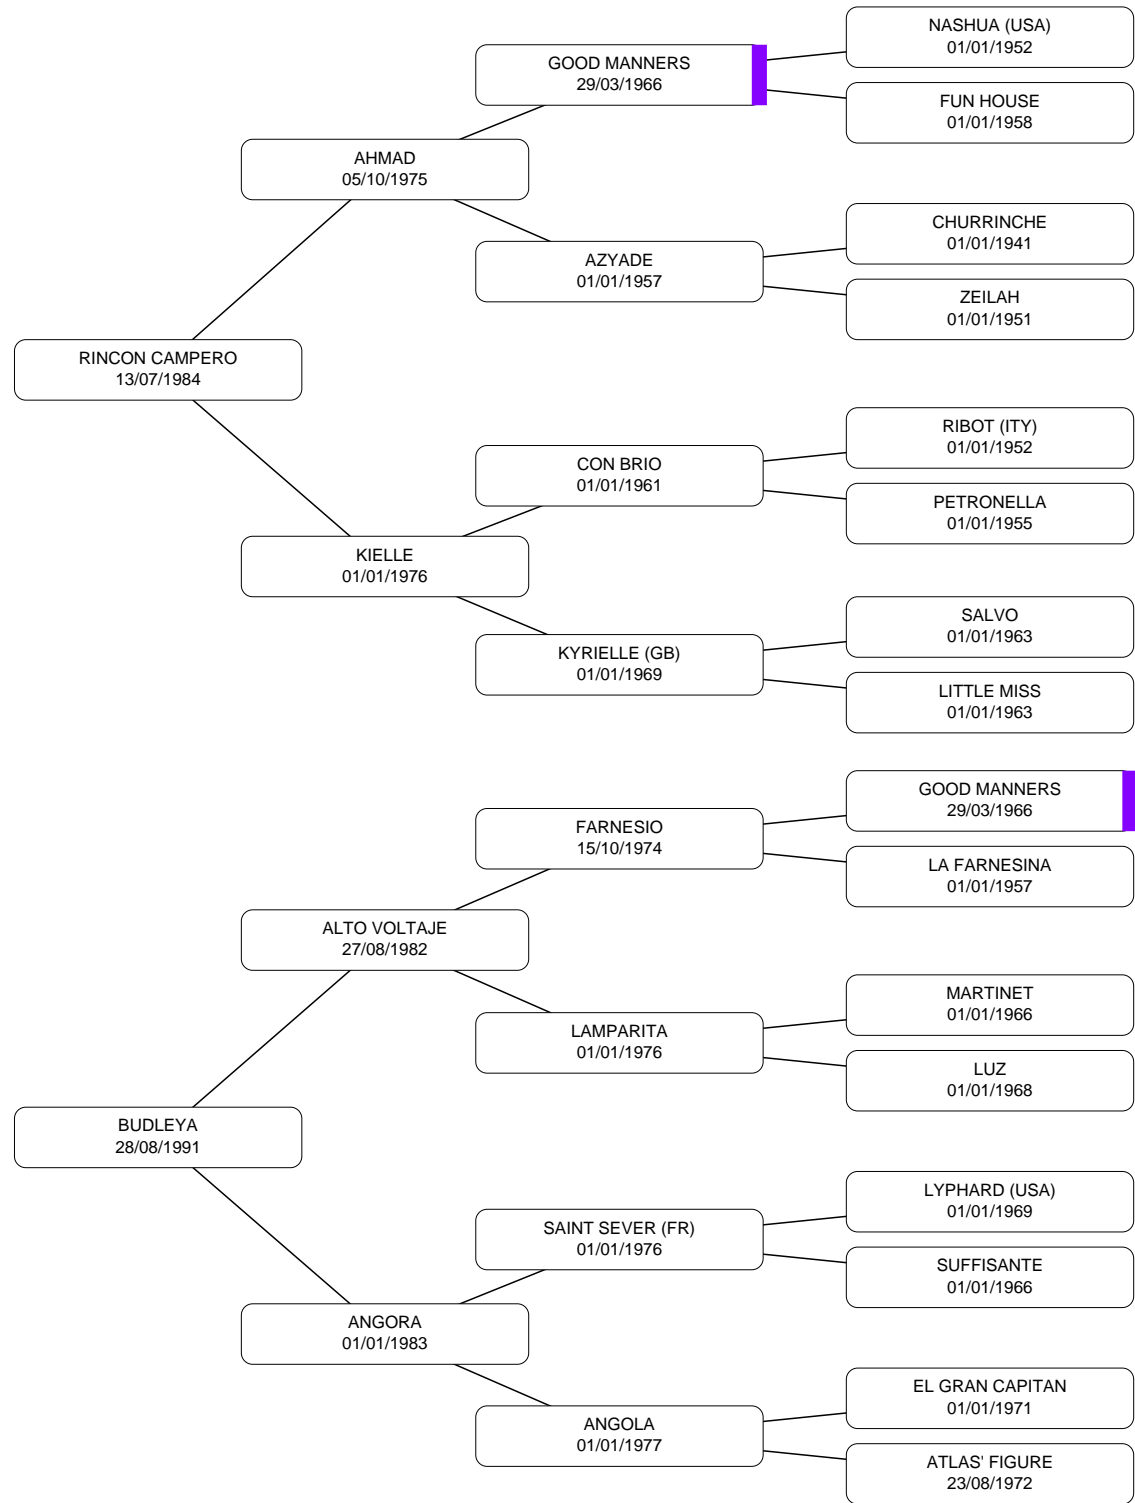 NASHUA (USA)
01/01/1952
GOOD MANNERS
29/03/1966
FUN HOUSE
01/01/1958
AHMAD
05/10/1975
CHURRINCHE
01/01/1941
AZYADE
01/01/1957
ZEILAH
01/01/1951
RINCON CAMPERO
13/07/1984
RIBOT (ITY)
01/01/1952
CON BRIO
01/01/1961
PETRONELLA
01/01/1955
KIELLE
01/01/1976
SALVO
01/01/1963
KYRIELLE (GB)
01/01/1969
LITTLE MISS
01/01/1963
GOOD MANNERS
29/03/1966
FARNESIO
15/10/1974
LA FARNESINA
01/01/1957
ALTO VOLTAJE
27/08/1982
MARTINET
01/01/1966
LAMPARITA
01/01/1976
LUZ
01/01/1968
BUDLEYA
28/08/1991
LYPHARD (USA)
01/01/1969
SAINT SEVER (FR)
01/01/1976
SUFFISANTE
01/01/1966
ANGORA
01/01/1983
EL GRAN CAPITAN
01/01/1971
ANGOLA
01/01/1977
ATLAS' FIGURE
23/08/1972